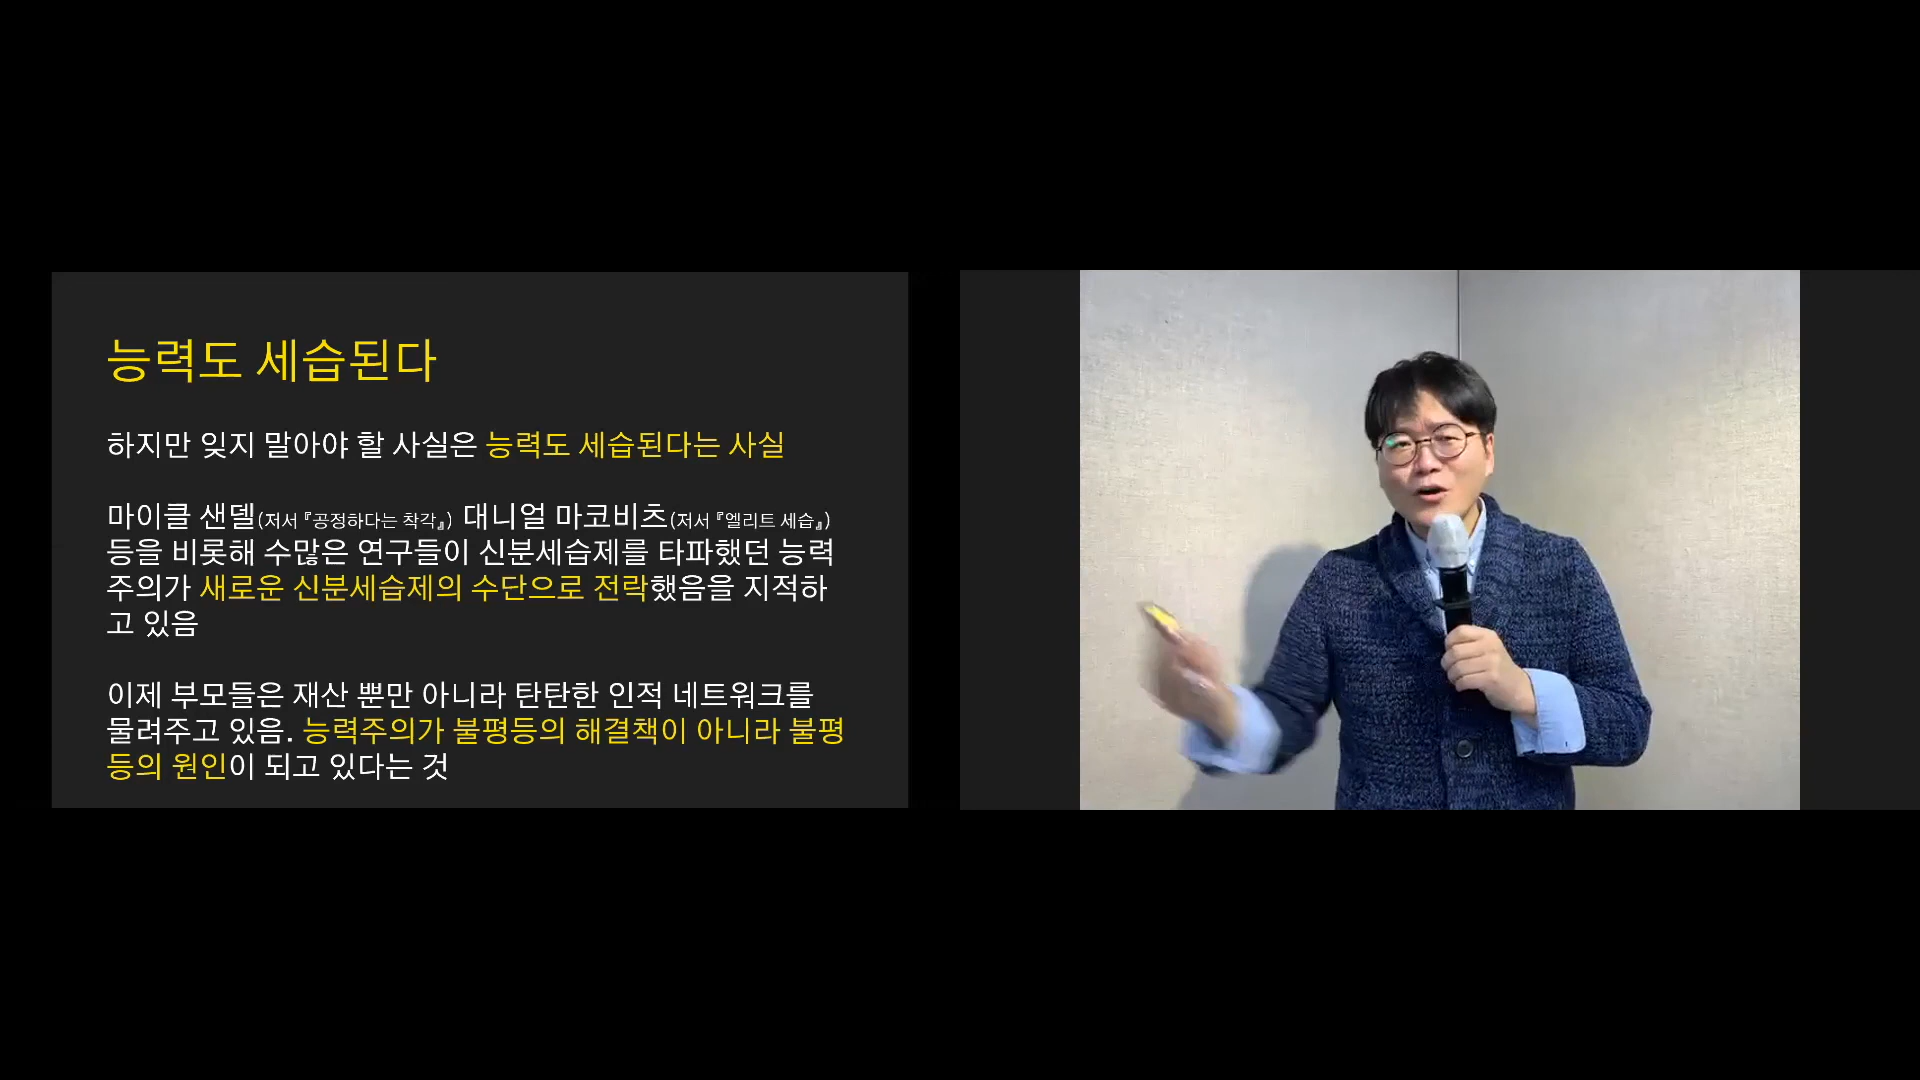 능력도 세습된다
하지만 잊지 말아야 할 사실은 능력도 세습된다는 사실
마이클 샌델(저서 『공정하다는 착각』) 대니얼 마코비츠(저서 『엘리트 세습』)
등을 비롯해 수많은 연구들이 신분세습제를 타파했던 능력
주의가 새로운 신분세습제의 수단으로 전락했음을 지적하
고 있음
이제 부모들은 재산 뿐만 아니라 탄탄한 인적 네트워크를
물려주고 있음. 능력주의가 불평등의 해결책이 아니라 불평
등의 원인이 되고 있다는 것